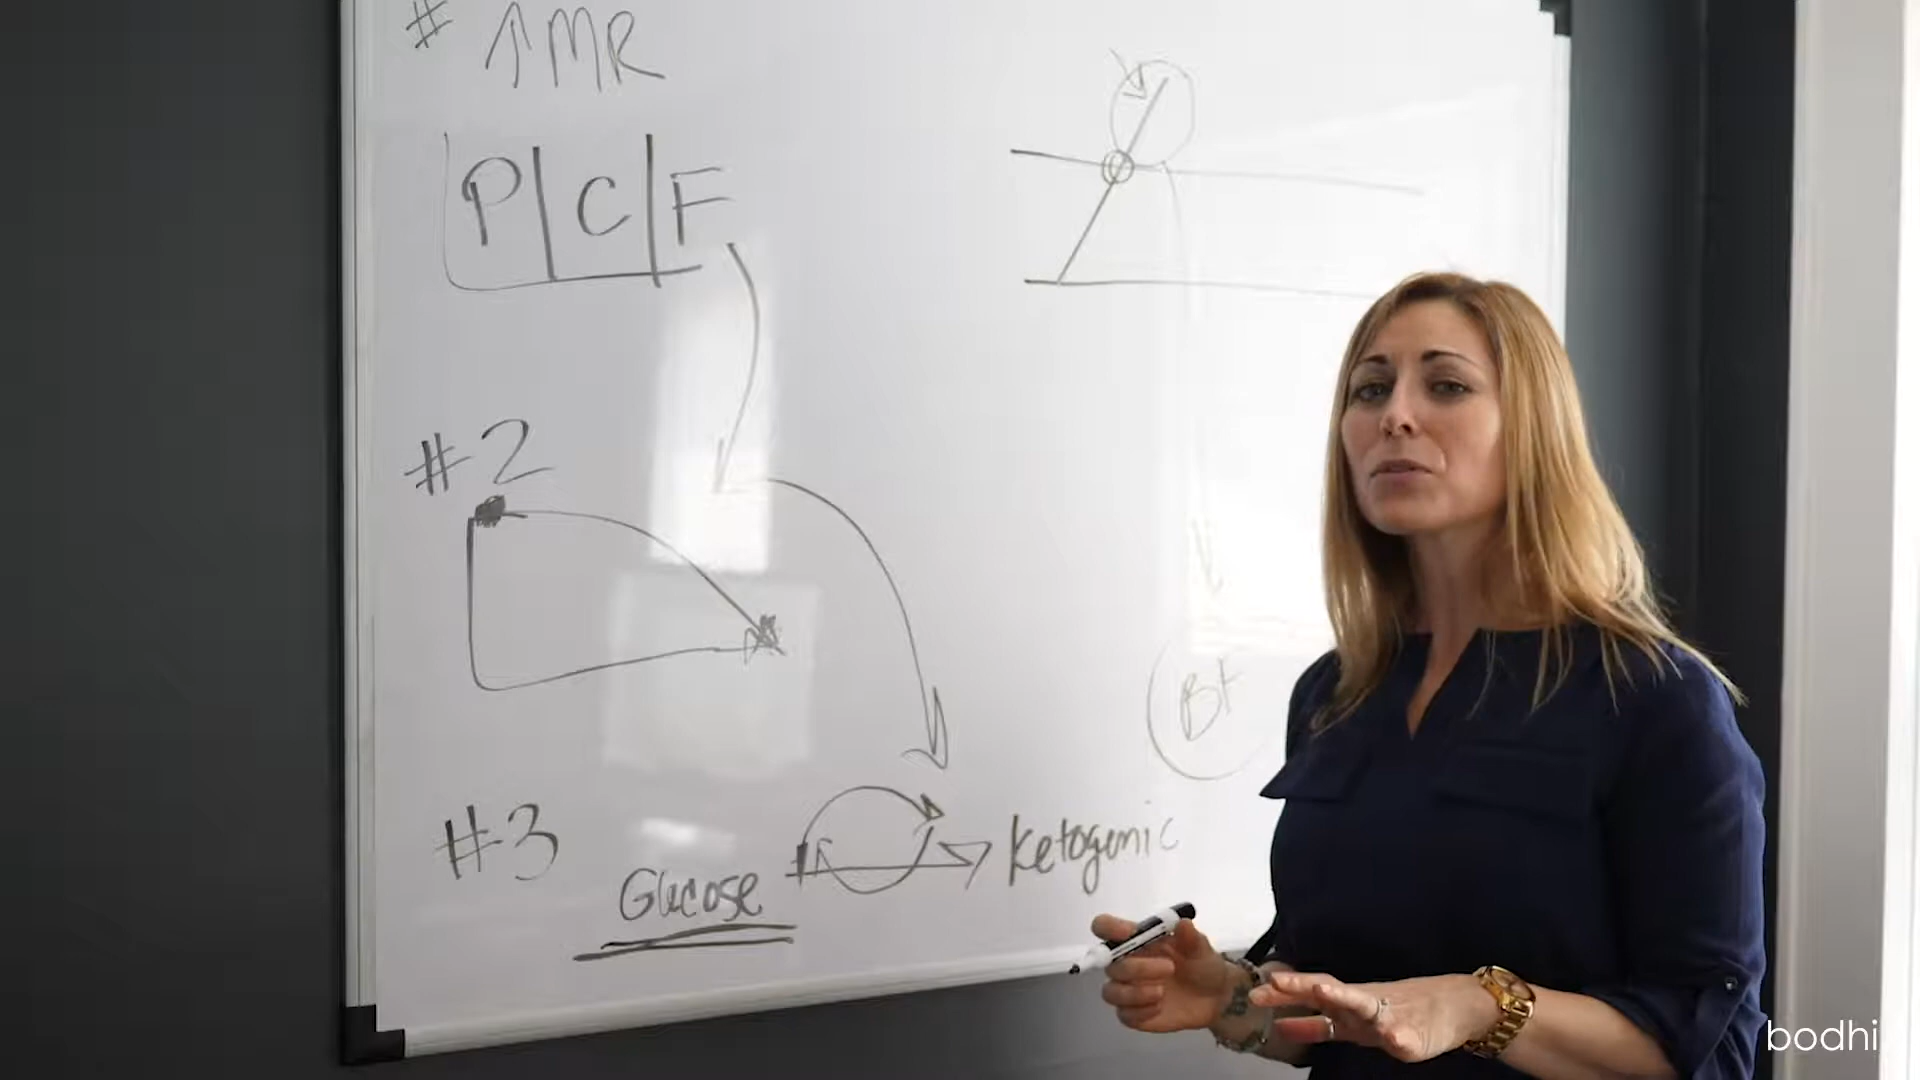 # ↑MR
P | C | F
#2
#3
Glucose
Ketogenic
BF
bodhi